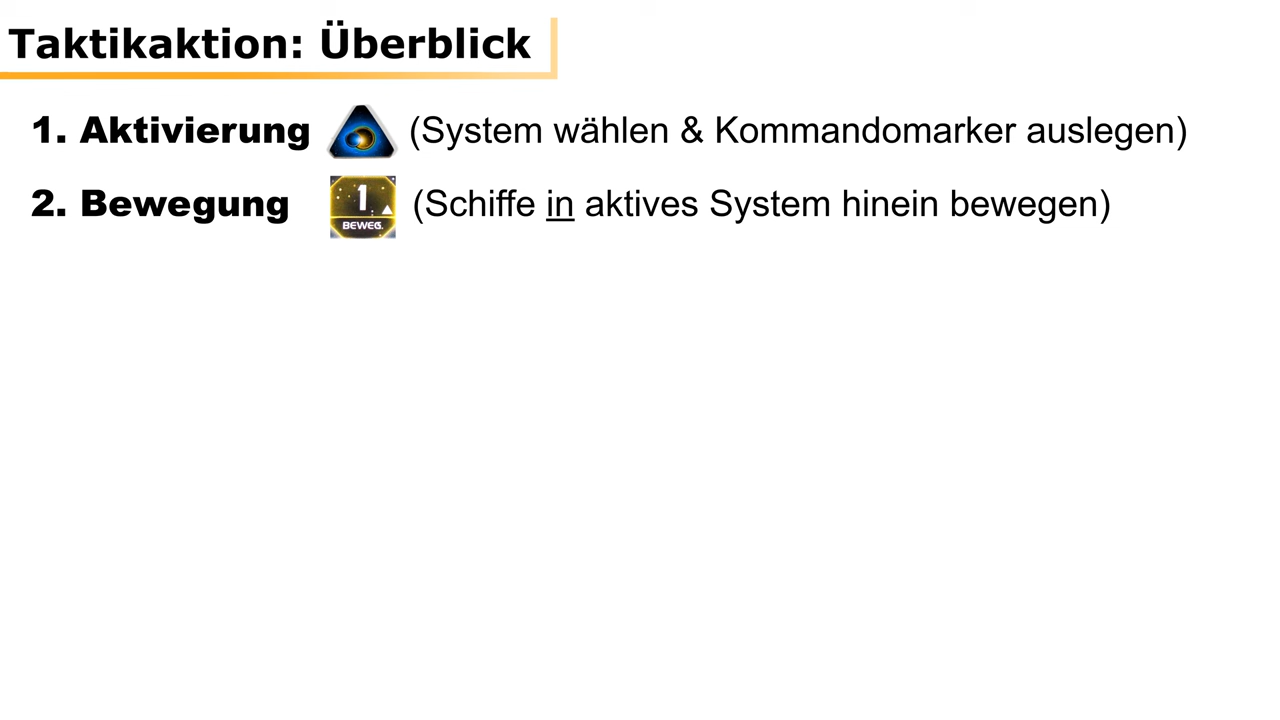 Taktikaktion: Überblick
1. Aktivierung (System wählen & Kommandomarker auslegen)
2. Bewegung 1 BEWEG. (Schiffe in aktives System hinein bewegen)